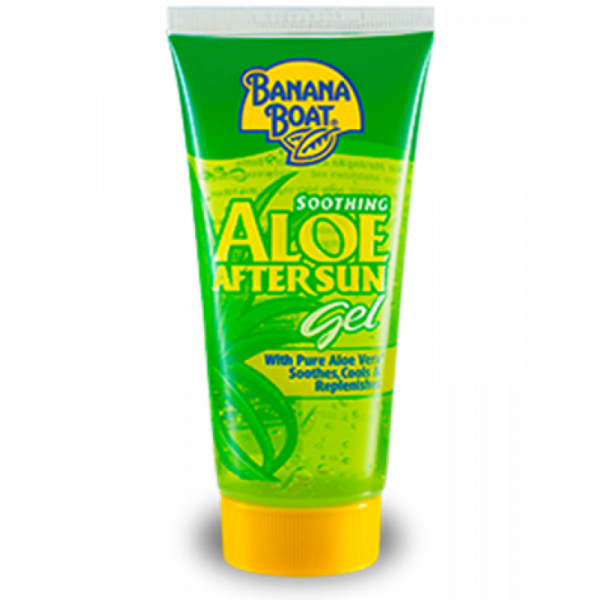 BANANA
BOAT®
SOOTHING
ALOE
AFTER SUN
Gel
With Pure Aloe Vera
Soothes, Cools &
Replenishes